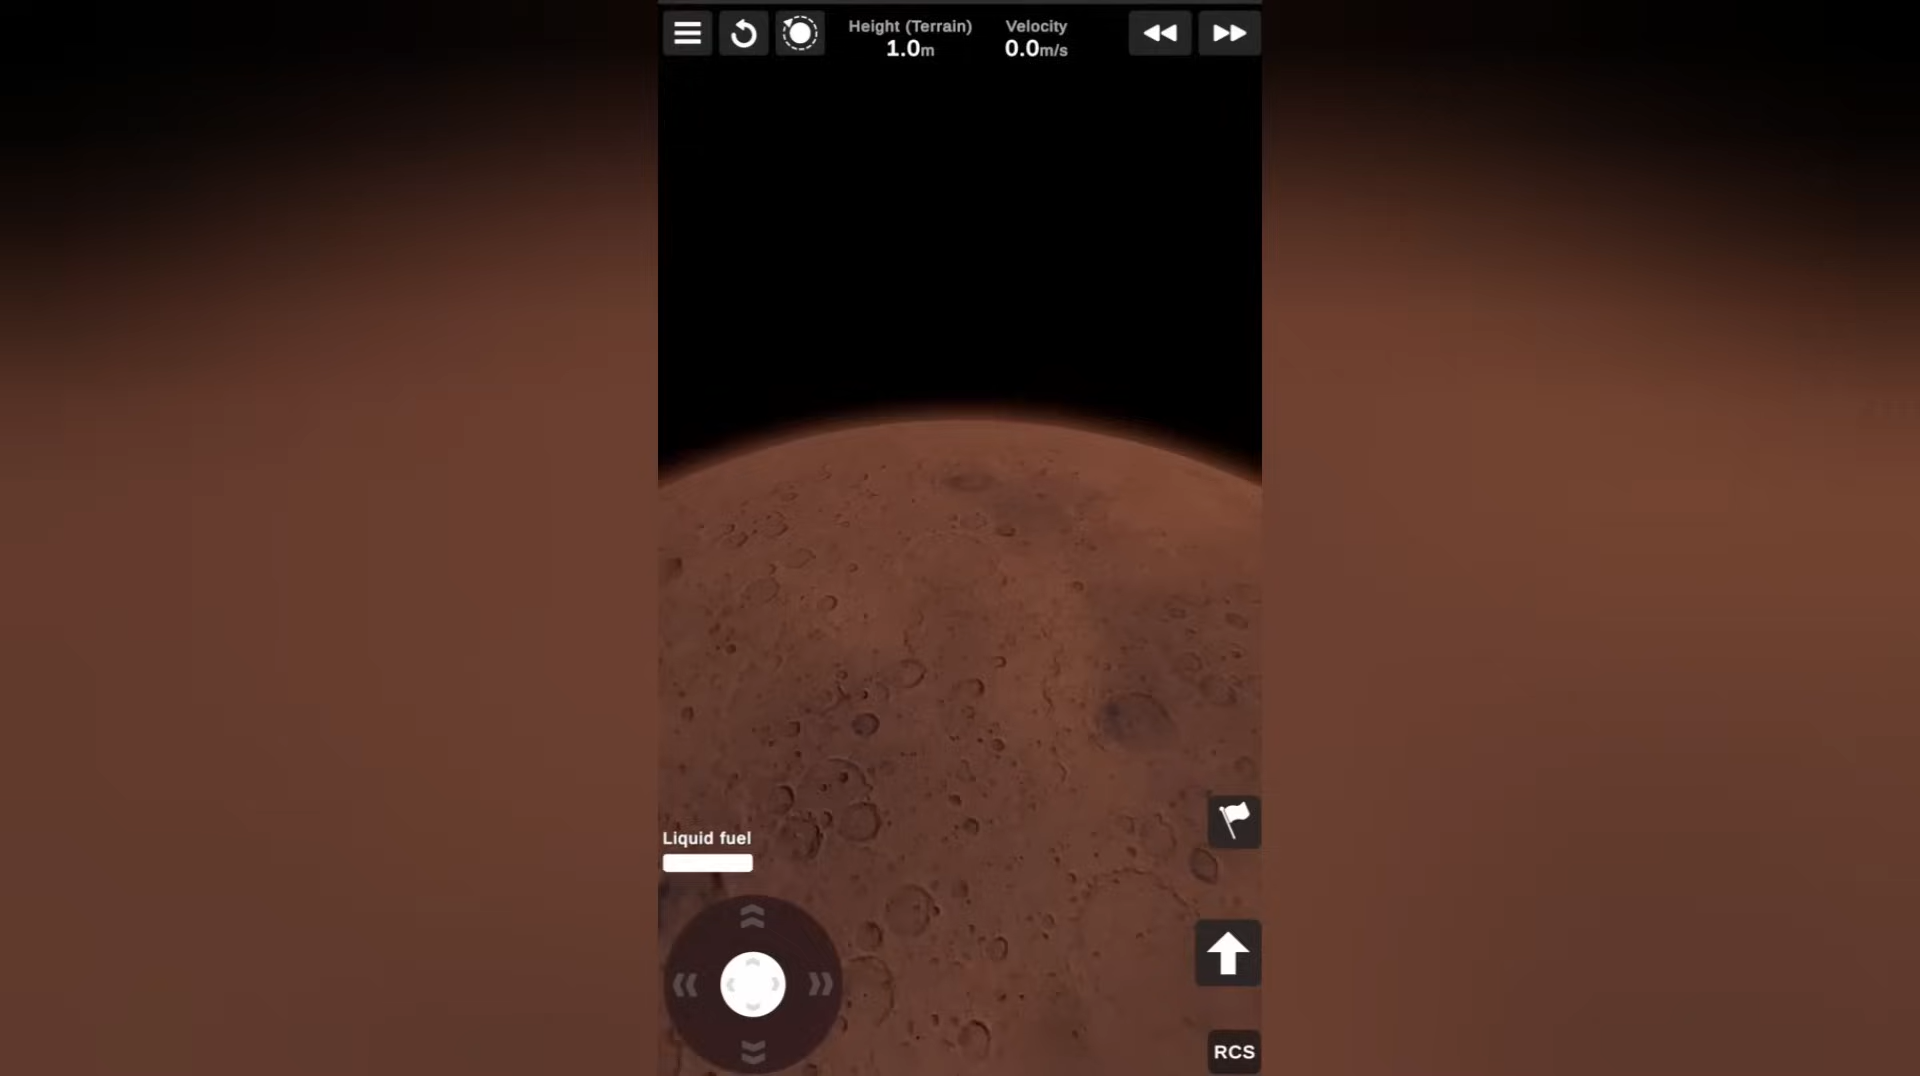 Height (Terrain)
1.0m
Velocity
0.0m/s
Liquid fuel
RCS